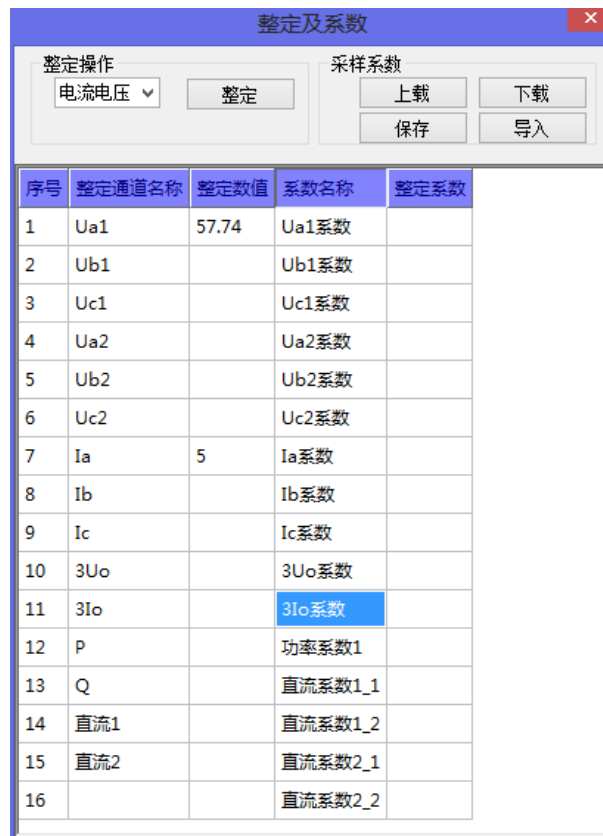 整定及系数
整定操作
采样系数
电流电压 整定 上载 下载
保存 导入
序号 整定通道名称 整定数值 系数名称 整定系数
1 Ua1 57.74 Ua1系数
2 Ub1 Ub1系数
3 Uc1 Uc1系数
4 Ua2 Ua2系数
5 Ub2 Ub2系数
6 Uc2 Uc2系数
7 Ia 5 Ia系数
8 Ib Ib系数
9 Ic Ic系数
10 3Uo 3Uo系数
11 3Io 3Io系数
12 P 功率系数1
13 Q 直流系数1_1
14 直流1 直流系数1_2
15 直流2 直流系数2_1
16 直流系数2_2